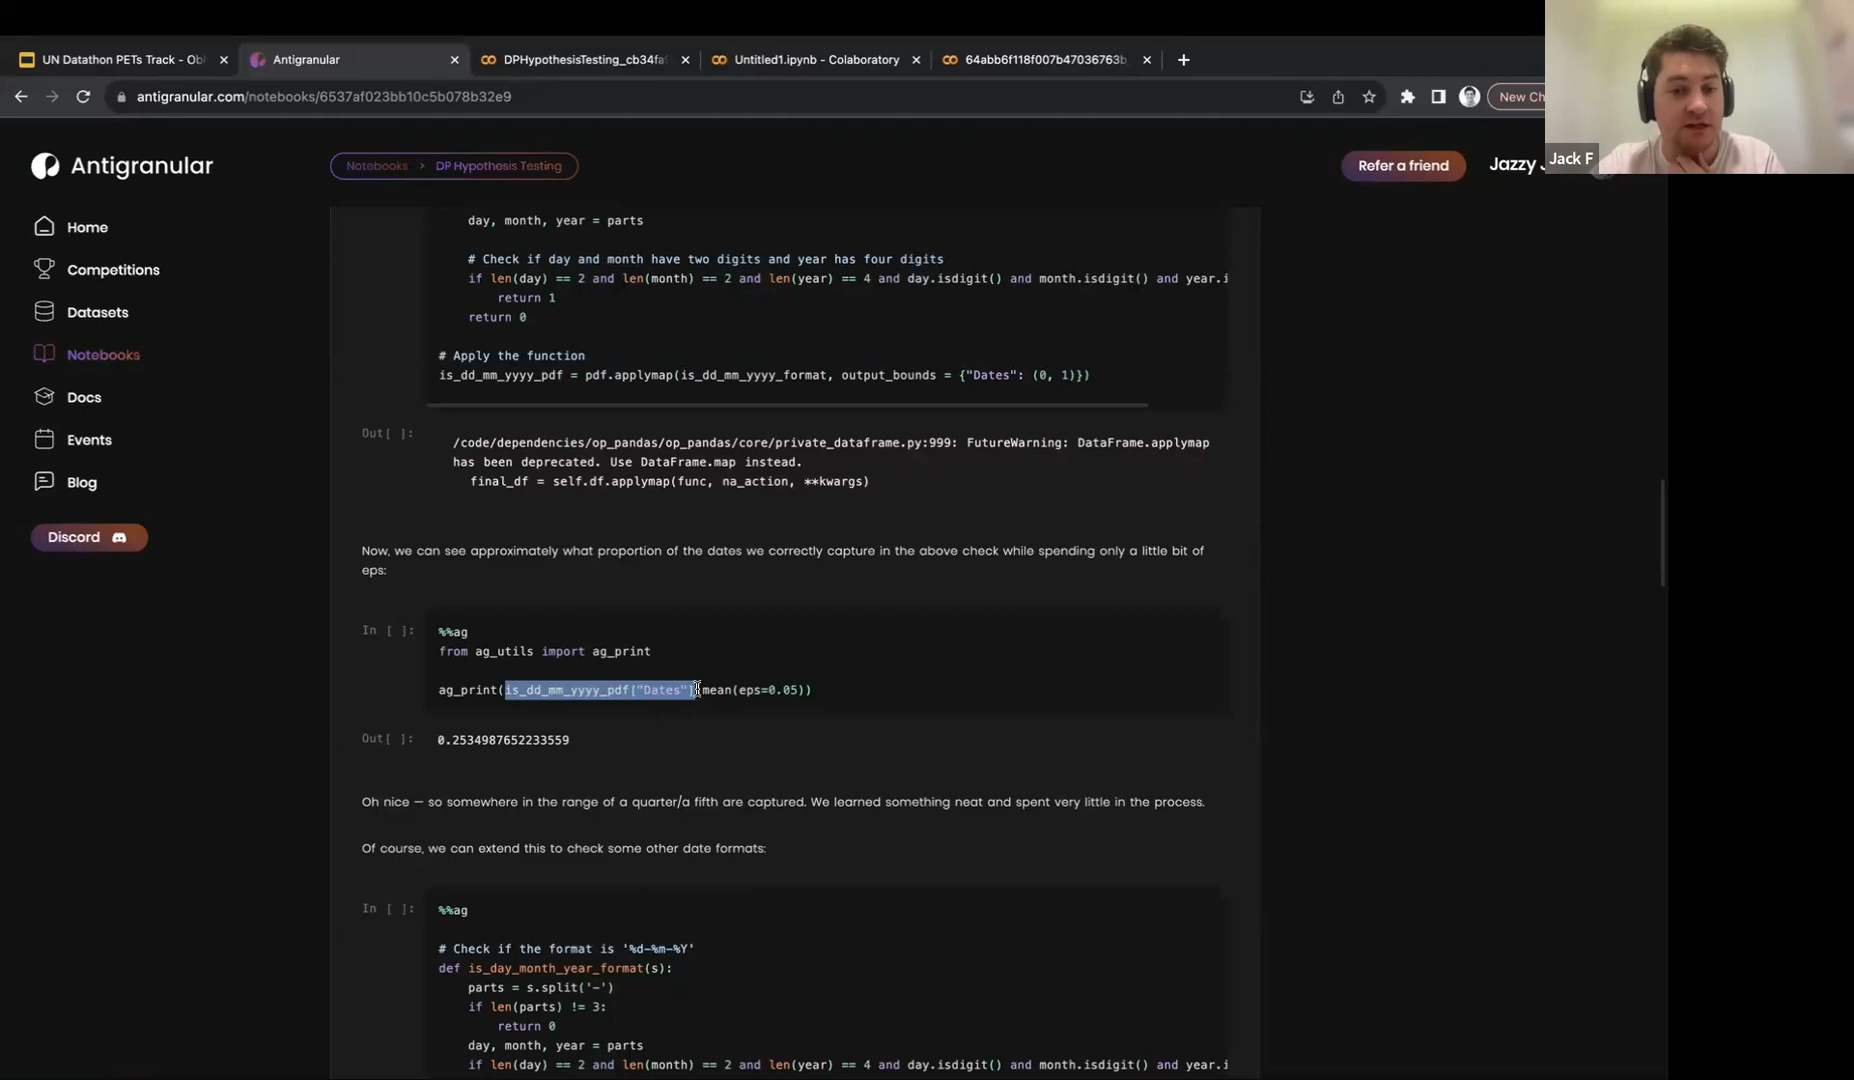 UN Datathon PETs Track - Obl
Antigranular
DPHypothesisTesting_cb34fa
Untitled1.ipynb - Colaboratory
64abb6f118f007b47036763b
antigranular.com/notebooks/6537af023bb10c5b078b32e9
New Ch
Jack F
Antigranular
Notebooks > DP Hypothesis Testing
Refer a friend
Jazzy J
Home
Competitions
Datasets
Notebooks
Docs
Events
Blog
Discord
day, month, year = parts
# Check if day and month have two digits and year has four digits
if len(day) == 2 and len(month) == 2 and len(year) == 4 and day.isdigit() and month.isdigit() and year.i
return 1
return 0
# Apply the function
is_dd_mm_yyyy_pdf = pdf.applymap(is_dd_mm_yyyy_format, output_bounds = {"Dates": (0, 1)})
Out[ ]:
/code/dependencies/op_pandas/op_pandas/core/private_dataframe.py:999: FutureWarning: DataFrame.applymap
has been deprecated. Use DataFrame.map instead.
final_df = self.df.applymap(func, na_action, **kwargs)
Now, we can see approximately what proportion of the dates we correctly capture in the above check while spending only a little bit of
eps:
In [ ]:
%%ag
from ag_utils import ag_print
ag_print(is_dd_mm_yyyy_pdf["Dates"].mean(eps=0.05))
Out[ ]:
0.2534987652233559
Oh nice — so somewhere in the range of a quarter/a fifth are captured. We learned something neat and spent very little in the process.
Of course, we can extend this to check some other date formats:
In [ ]:
%%ag
# Check if the format is '%d-%m-%Y'
def is_day_month_year_format(s):
parts = s.split('-')
if len(parts) != 3:
return 0
day, month, year = parts
if len(day) == 2 and len(month) == 2 and len(year) == 4 and day.isdigit() and month.isdigit() and year.i